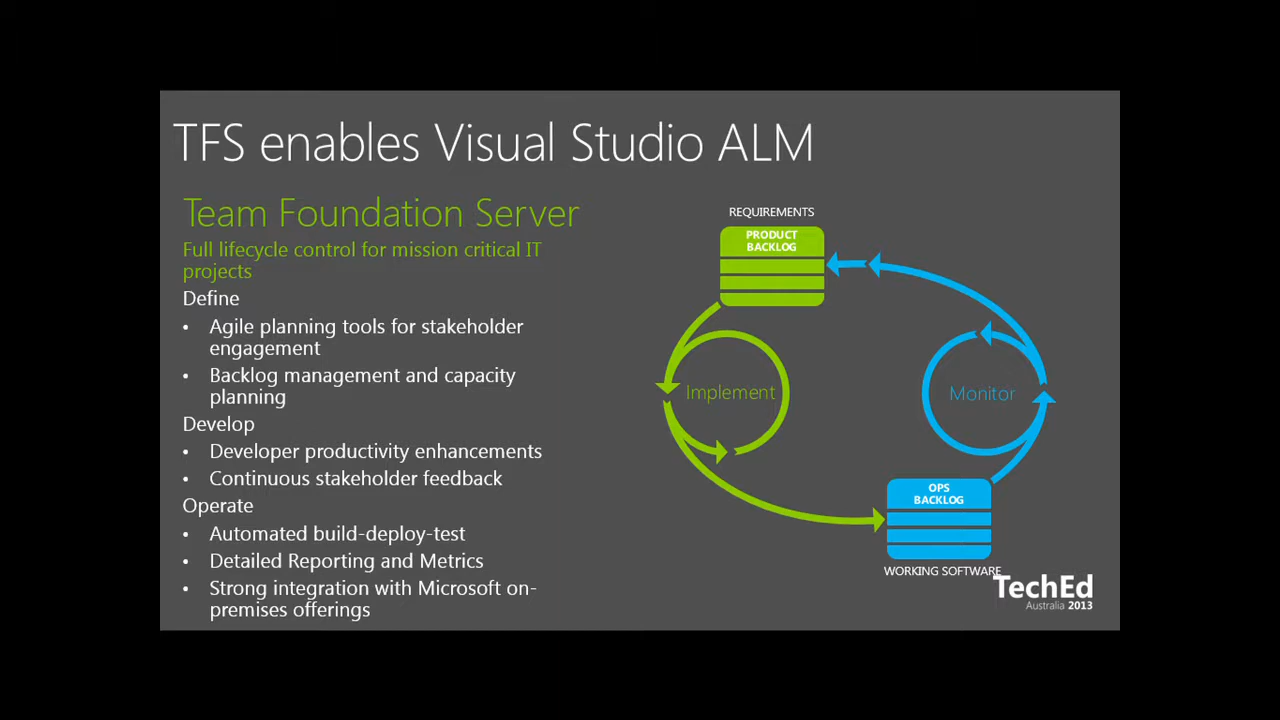 TFS enables Visual Studio ALM
Team Foundation Server
Full lifecycle control for mission critical IT
projects
Define
• Agile planning tools for stakeholder
engagement
• Backlog management and capacity
planning
Develop
• Developer productivity enhancements
• Continuous stakeholder feedback
Operate
• Automated build-deploy-test
• Detailed Reporting and Metrics
• Strong integration with Microsoft on-
premises offerings
REQUIREMENTS
PRODUCT
BACKLOG
Implement
Monitor
OPS
BACKLOG
WORKING SOFTWARE
TechEd
Australia 2013